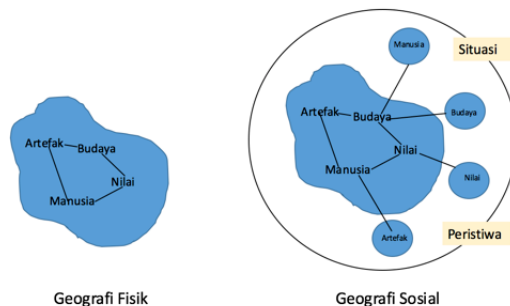 Artefak
Budaya
Nilai
Manusia
Geografi Fisik
Manusia
Situasi
Artefak
Budaya
Budaya
Nilai
Manusia
Nilai
Artefak
Peristiwa
Geografi Sosial